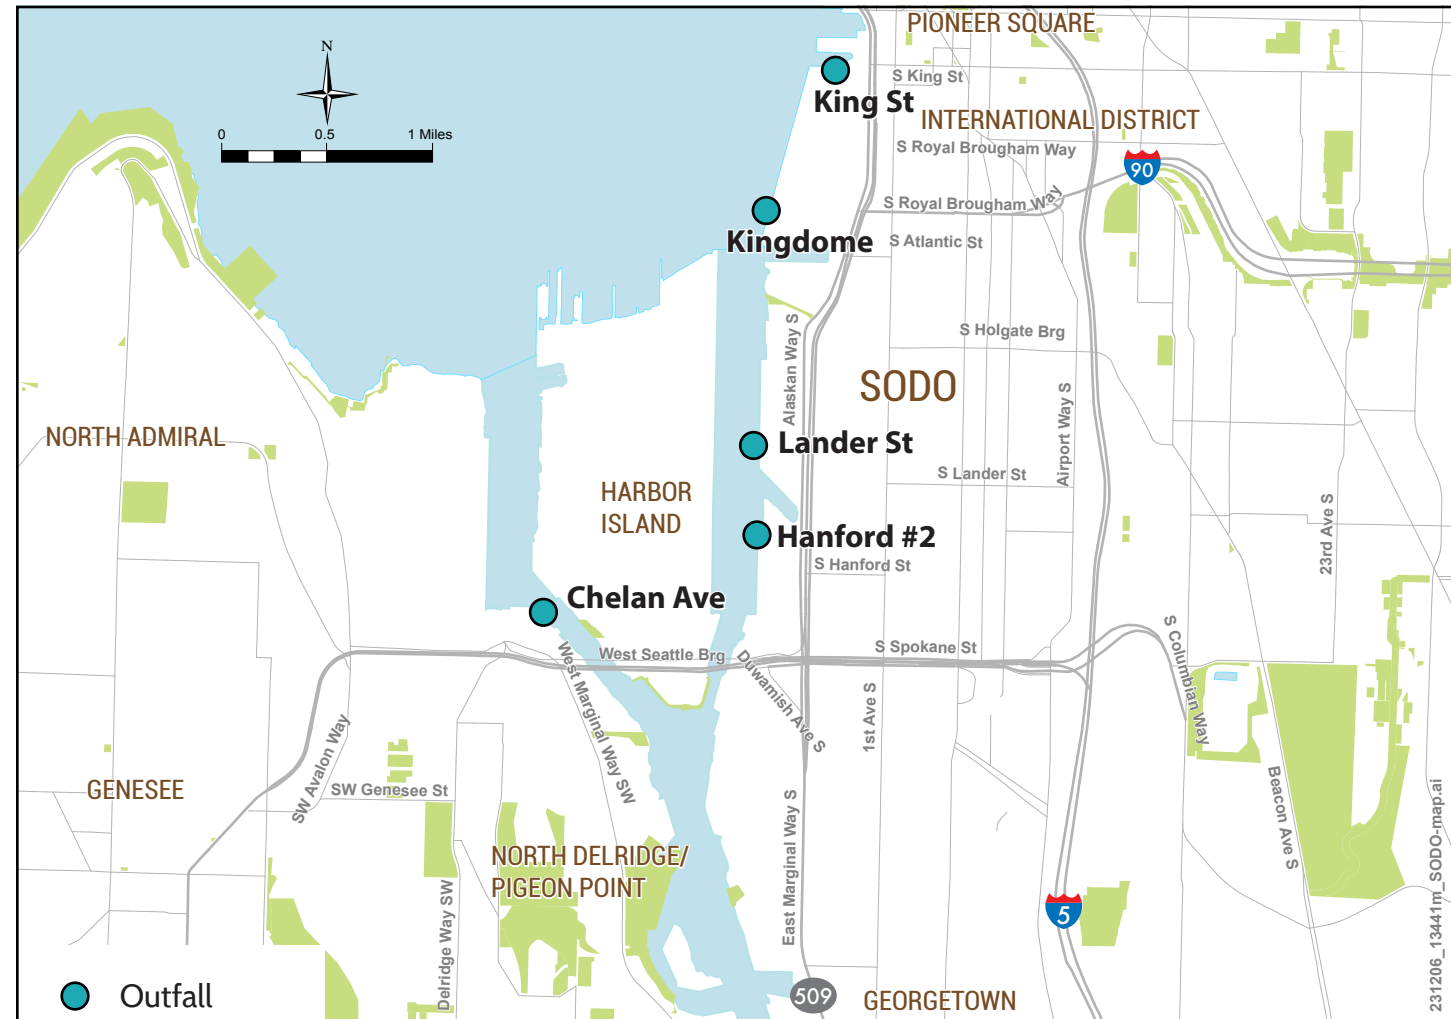 PIONEER SQUARE
N
S King St
King St
0 0.5 1 Miles
INTERNATIONAL DISTRICT
S Royal Brougham Way
90
S Royal Brougham Way
Kingdome
S Atlantic St
Alaskan Way S
S Holgate Brg
SODO
Airport Way S
NORTH ADMIRAL
Lander St
S Lander St
HARBOR
ISLAND
23rd Ave S
Hanford #2
S Hanford St
Chelan Ave
West Seattle Brg
S Spokane St
S Columbian Way
West Marginal Way SW
Duwamish Ave S
1st Ave S
SW Avalon Way
GENESEE
SW Genesee St
Beacon Ave S
NORTH DELRIDGE/
PIGEON POINT
East Marginal Way S
Delridge Way SW
5
Outfall
509
GEORGETOWN
231206_13441m_SODO-map.ai